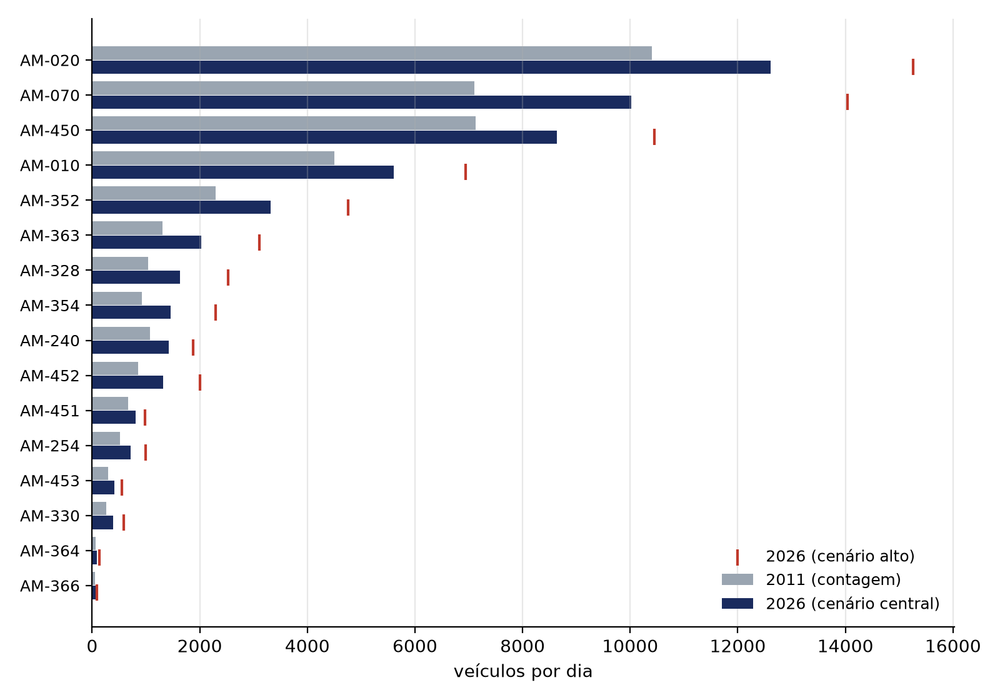 AM-020
AM-070
AM-450
AM-010
AM-352
AM-363
AM-328
AM-354
AM-240
AM-452
AM-451
AM-254
AM-453
AM-330
AM-364
AM-366
2026 (cenário alto)
2011 (contagem)
2026 (cenário central)
0 2000 4000 6000 8000 10000 12000 14000 16000
veículos por dia